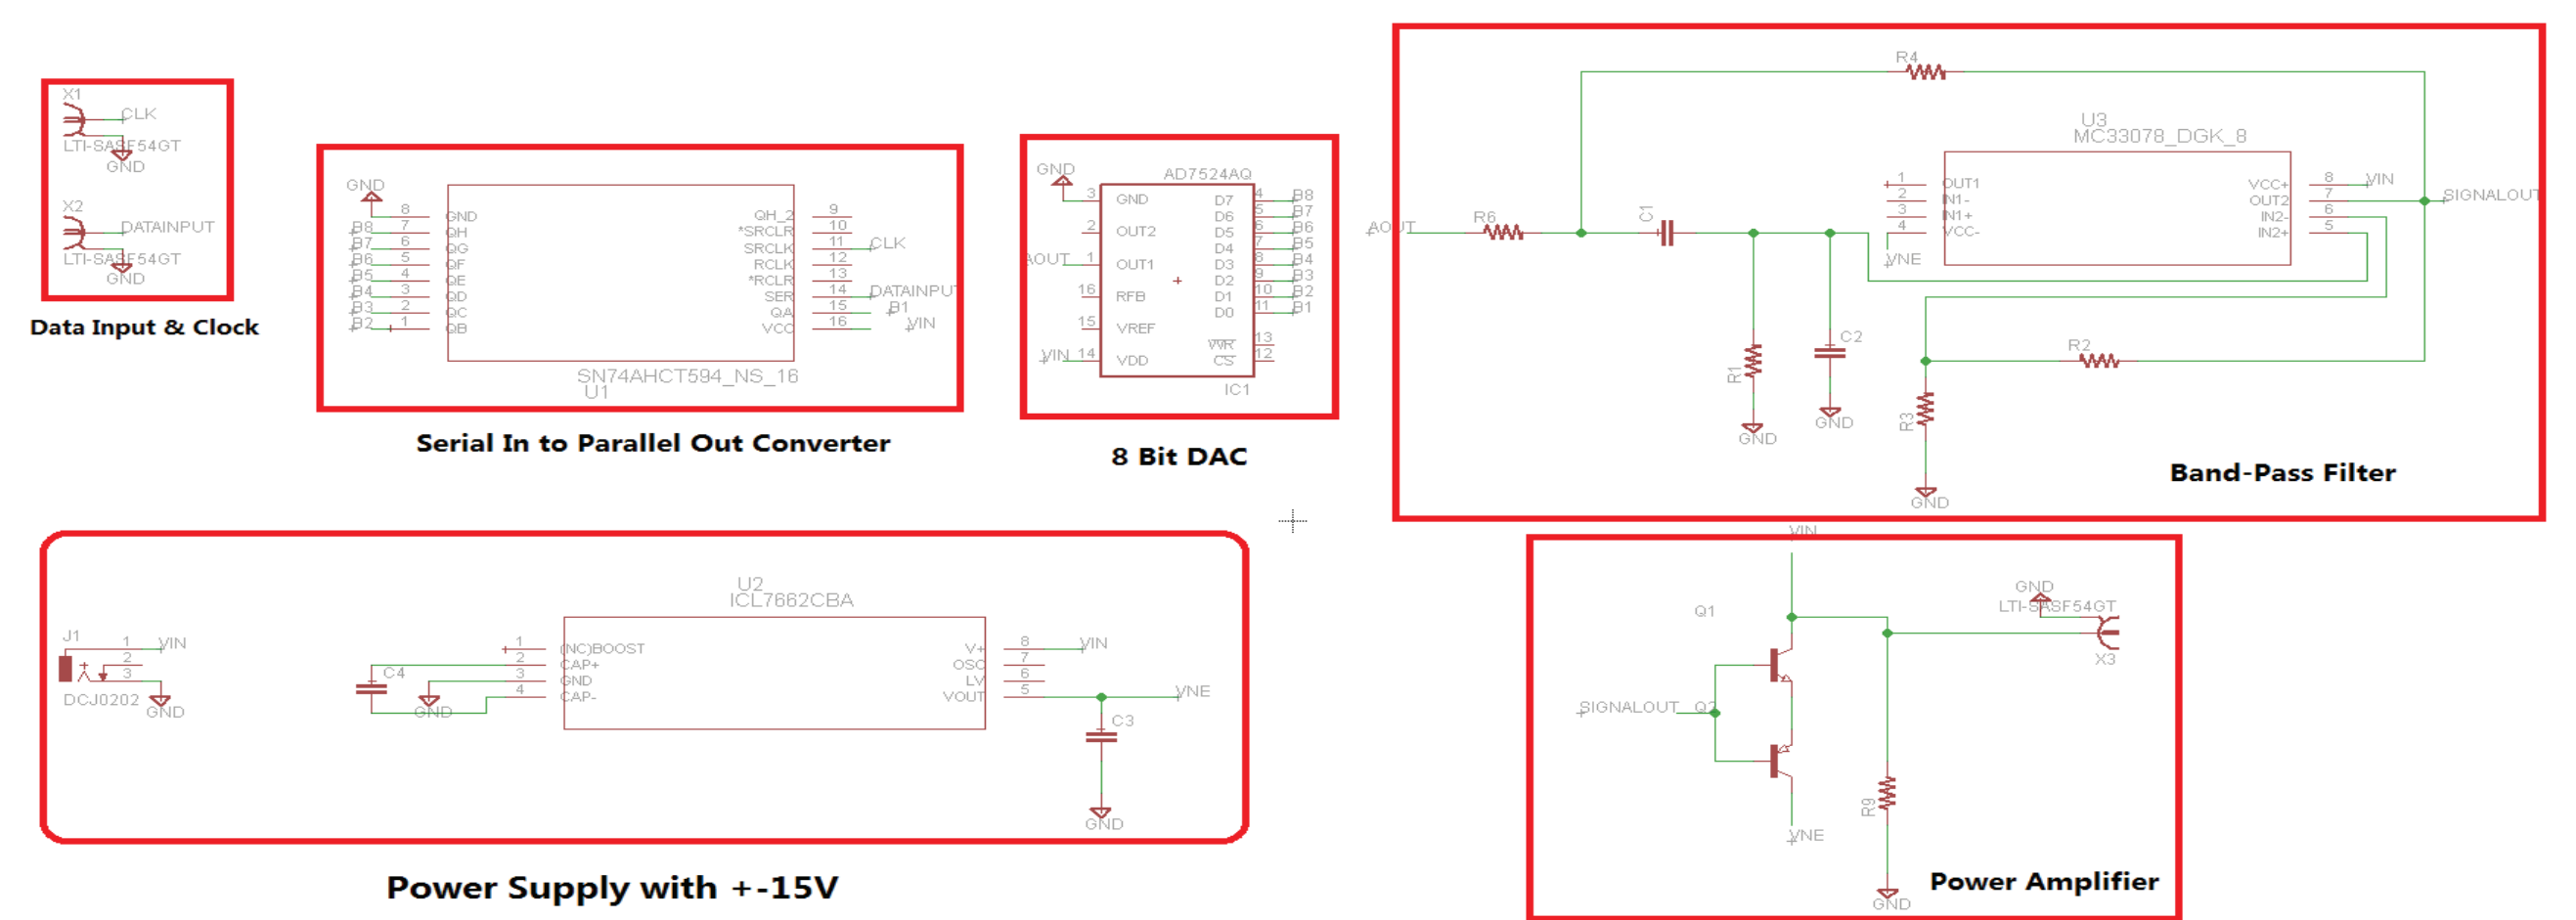 X1
CLK
LTI-SASF54GT
GND
X2
DATAINPUT
LTI-SASF54GT
GND
Data Input & Clock
GND
8 GND
B8 7 QH
B7 6 QG
B6 5 QF
B5 4 QE
B4 3 QD
B3 2 QC
B2 1 QB
QH_2 9
*SRCLR 10
SRCLK 11 CLK
RCLK 12
*RCLR 13
SER 14 DATAINPUT
QA 15 B1
VCC 16 VIN
SN74AHCT594_NS_16
U1
Serial In to Parallel Out Converter
GND
AD7524AQ
3 GND
2 OUT2
AOUT 1 OUT1
16 RFB
15 VREF
VIN 14 VDD
D7 4 B8
D6 5 B7
D5 6 B6
D4 7 B5
D3 8 B4
D2 9 B3
D1 10 B2
D0 11 B1
WR 13
CS 12
IC1
8 Bit DAC
R4
U3
MC33078_DGK_8
1 OUT1
2 IN1-
3 IN1+
4 VCC-
VNE
VCC+ 8 VIN
OUT2 7 SIGNALOUT
IN2- 6
IN2+ 5
AOUT
R6
C1
R1
C2
R2
R3
GND
GND
GND
Band-Pass Filter
U2
ICL7662CBA
J1
1 VIN
2
3
DCJ0202
GND
C4
GND
1 (NC)BOOST
2 CAP+
3 GND
4 CAP-
V+ 8 VIN
OSC 7
LV 6
VOUT 5 VNE
C3
GND
Power Supply with +-15V
VIN
Q1
SIGNALOUT Q2
VNE
R9
GND
GND
LTI-SASF54GT
X3
Power Amplifier